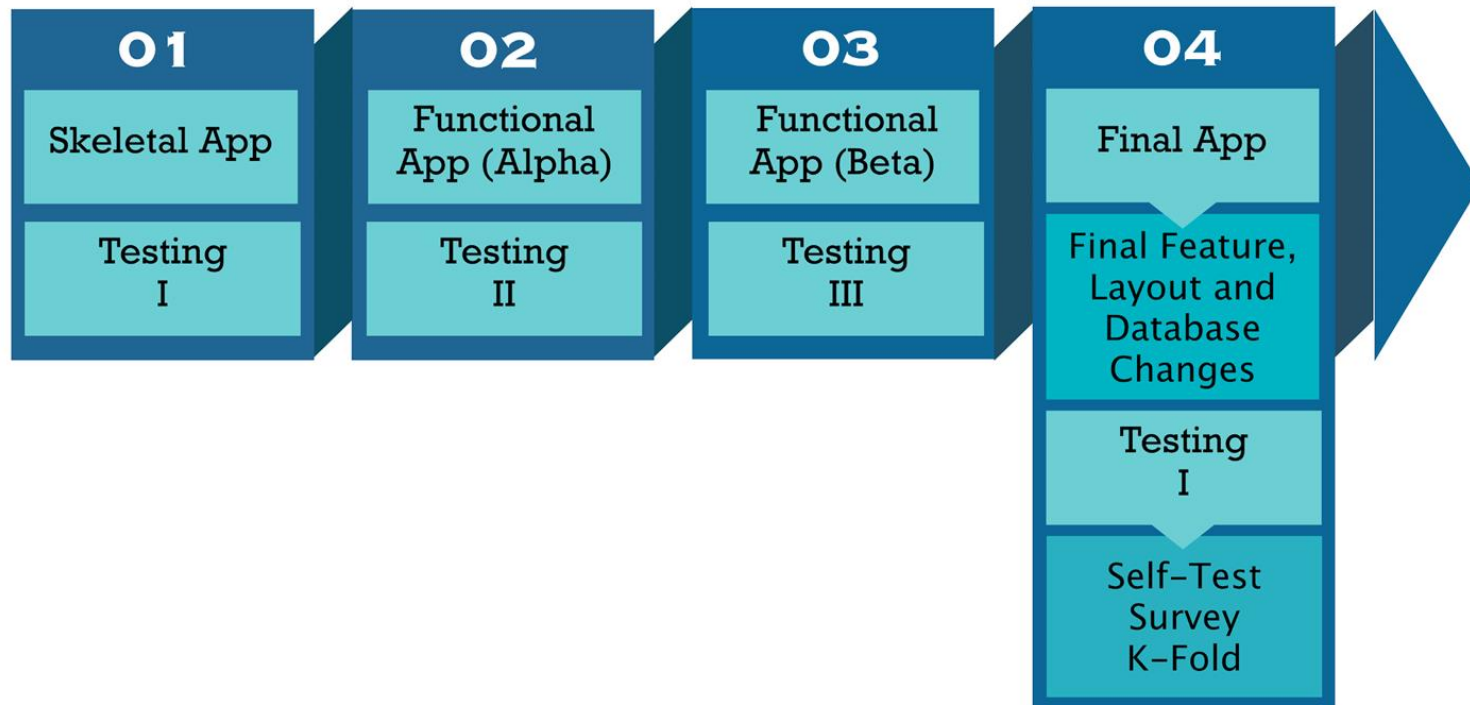 01
Skeletal App
Testing
I
02
Functional
App (Alpha)
Testing
II
03
Functional
App (Beta)
Testing
III
04
Final App
Final Feature,
Layout and
Database
Changes
Testing
I
Self-Test
Survey
K-Fold